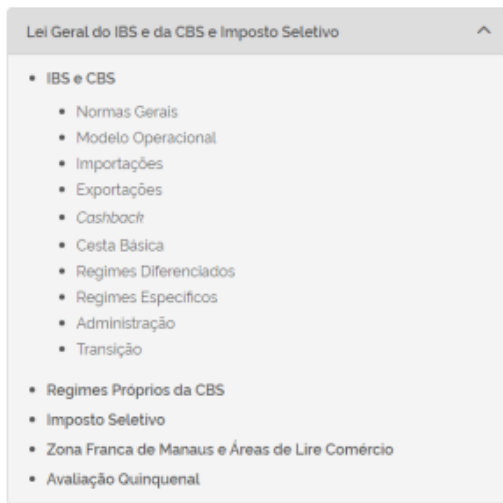 Lei Geral do IBS e da CBS e Imposto Seletivo
IBS e CBS
Normas Gerais
Modelo Operacional
Importações
Exportações
Cashback
Cesta Básica
Regimes Diferenciados
Regimes Específicos
Administração
Transição
Regimes Próprios da CBS
Imposto Seletivo
Zona Franca de Manaus e Áreas de Lire Comércio
Avaliação Quinquenal